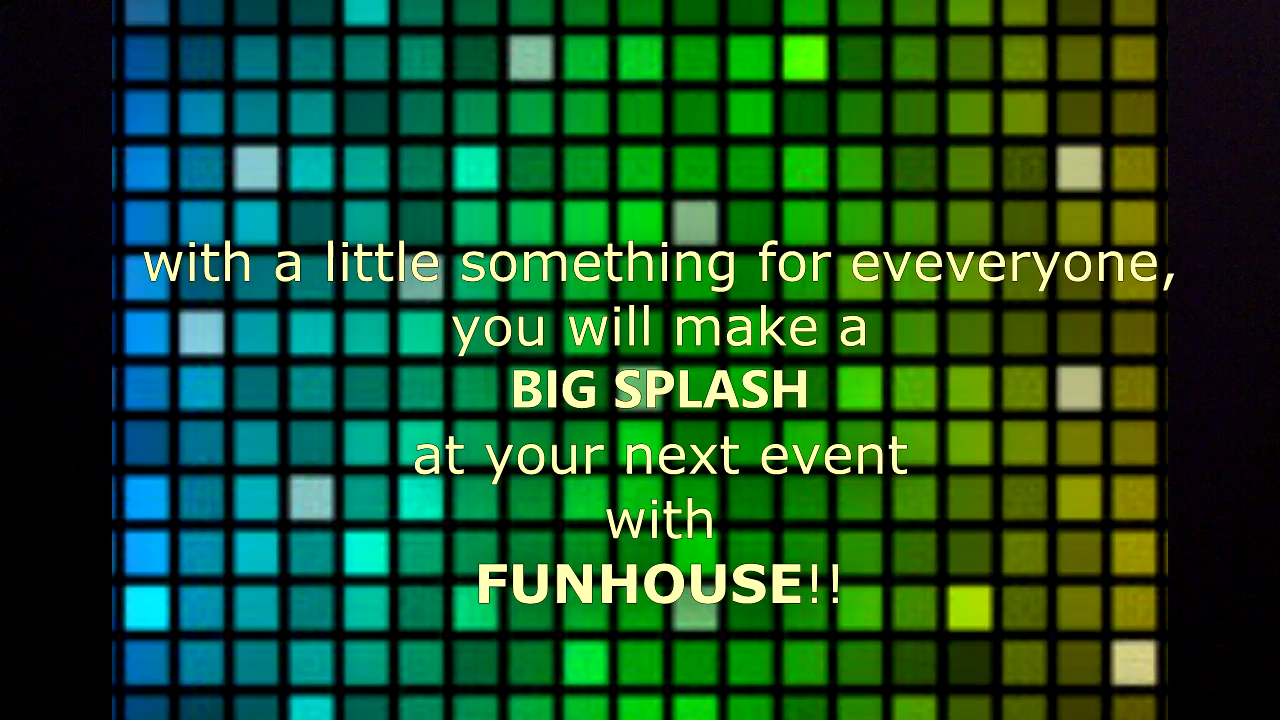 with a little something for eveveryone,
you will make a
BIG SPLASH
at your next event
with
FUNHOUSE!!